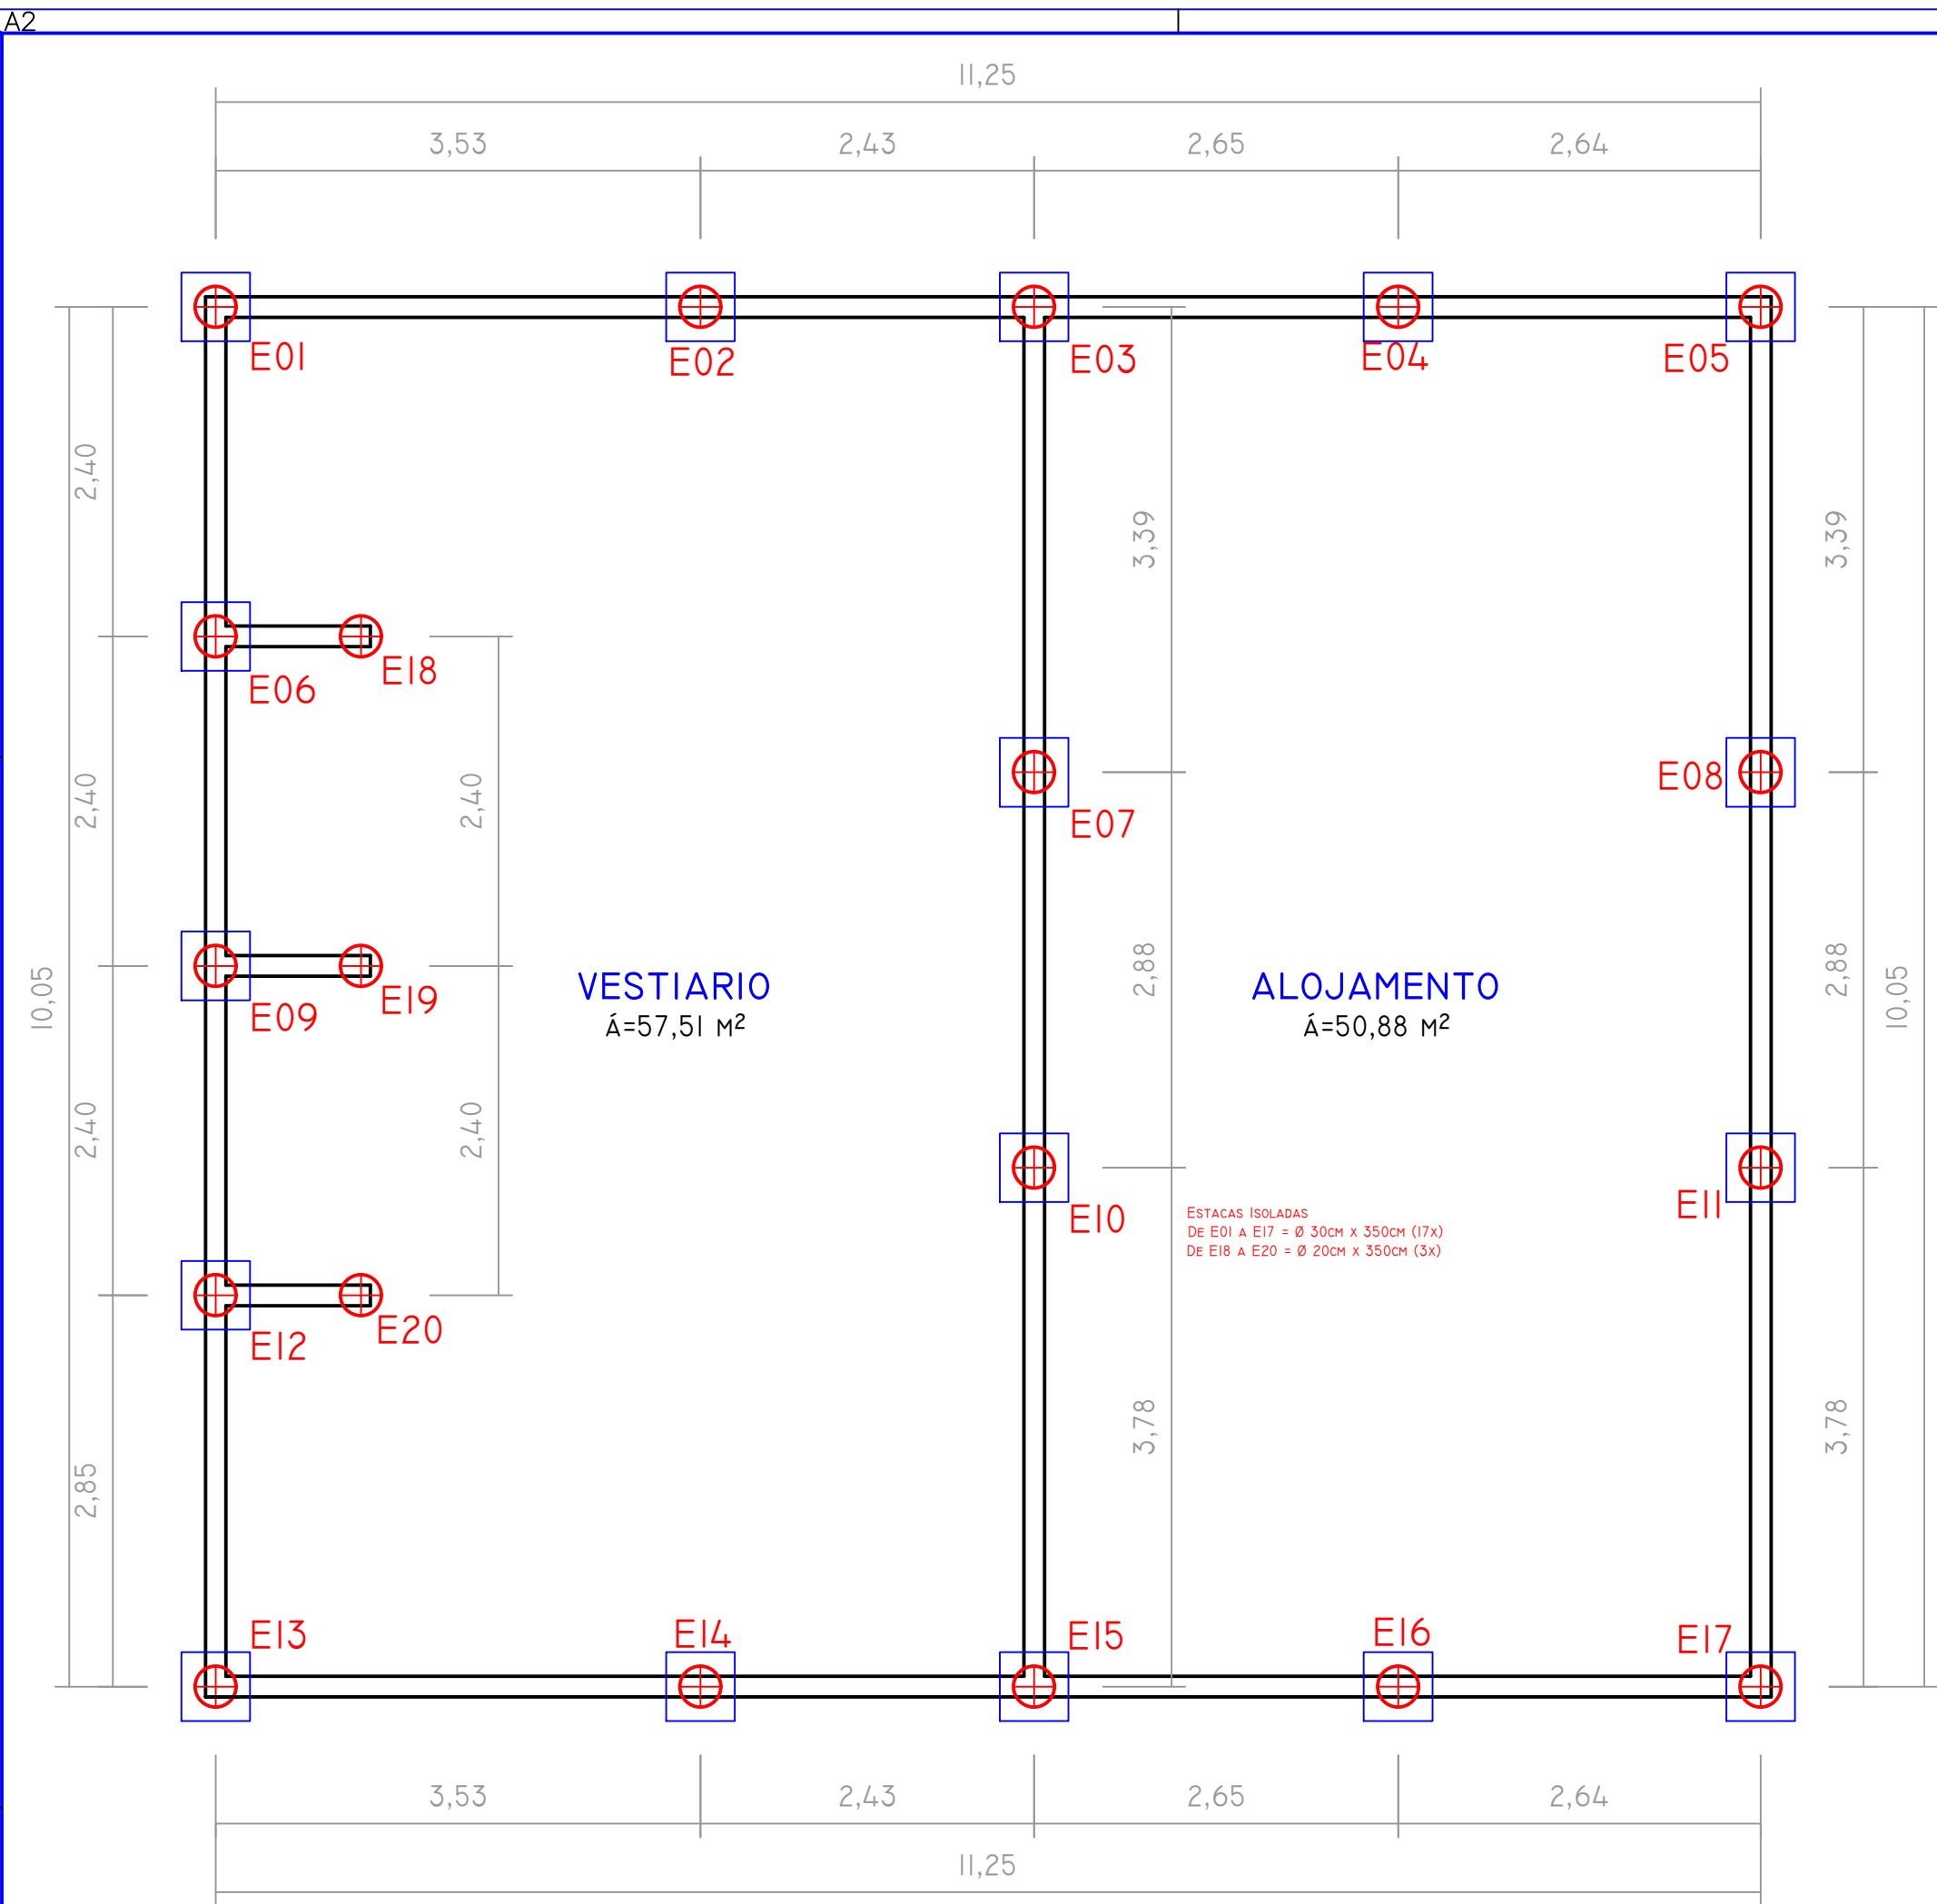 A2
11,25
3,53 2,43 2,65 2,64
E01 E02 E03 E04 E05
2,40
3,39 3,39
E18
E06
E08
2,40 2,40
E07
2,88 2,88
10,05 10,05
VESTIARIO ALOJAMENTO
Á=57,51 M² Á=50,88 M²
E09 E19
2,40 2,40
E10 E11
ESTACAS ISOLADAS
DE E01 A E17 = Ø 30CM X 350CM (17X)
DE E18 A E20 = Ø 20CM X 350CM (3X)
E12 E20
3,78 3,78
2,85
E13 E14 E15 E16 E17
3,53 2,43 2,65 2,64
11,25